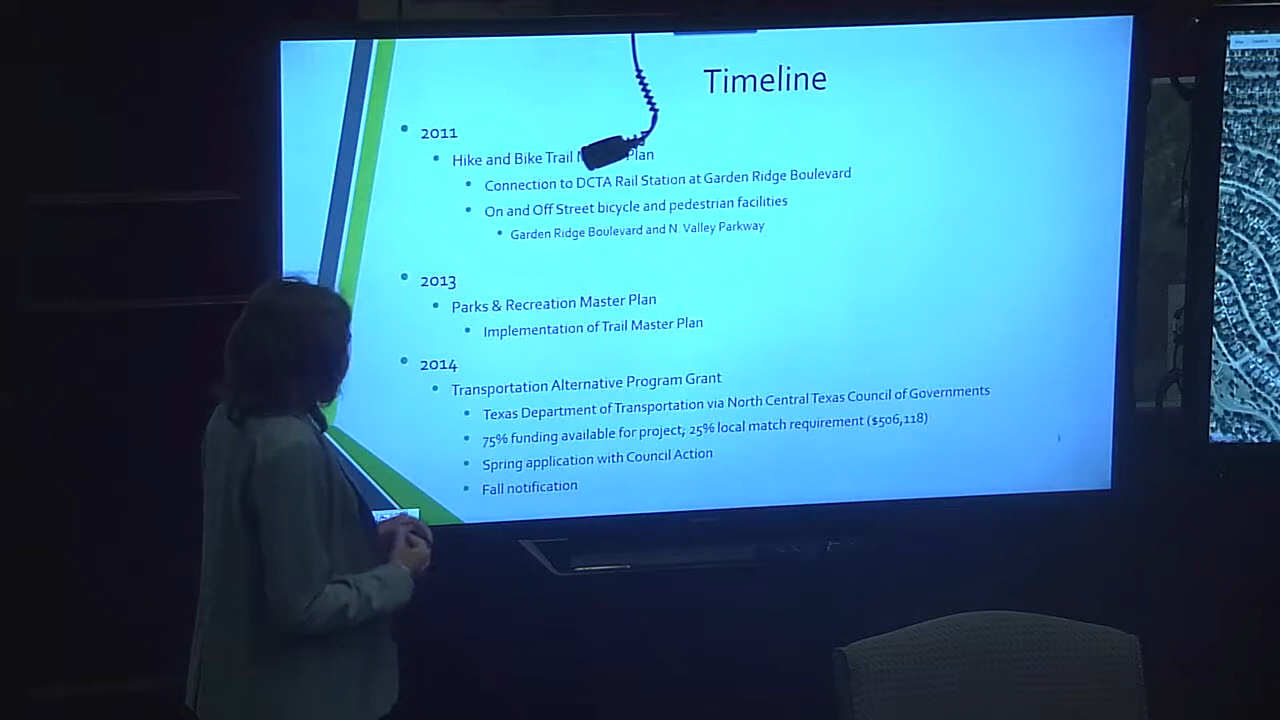 Timeline
2011
Hike and Bike Trail Plan
Connection to DCTA Rail Station at Garden Ridge Boulevard
On and Off Street bicycle and pedestrian facilities
Garden Ridge Boulevard and N. Valley Parkway
2013
Parks & Recreation Master Plan
Implementation of Trail Master Plan
2014
Transportation Alternative Program Grant
Texas Department of Transportation via North Central Texas Council of Governments
75% funding available for project; 25% local match requirement ($506,118)
Spring application with Council Action
Fall notification